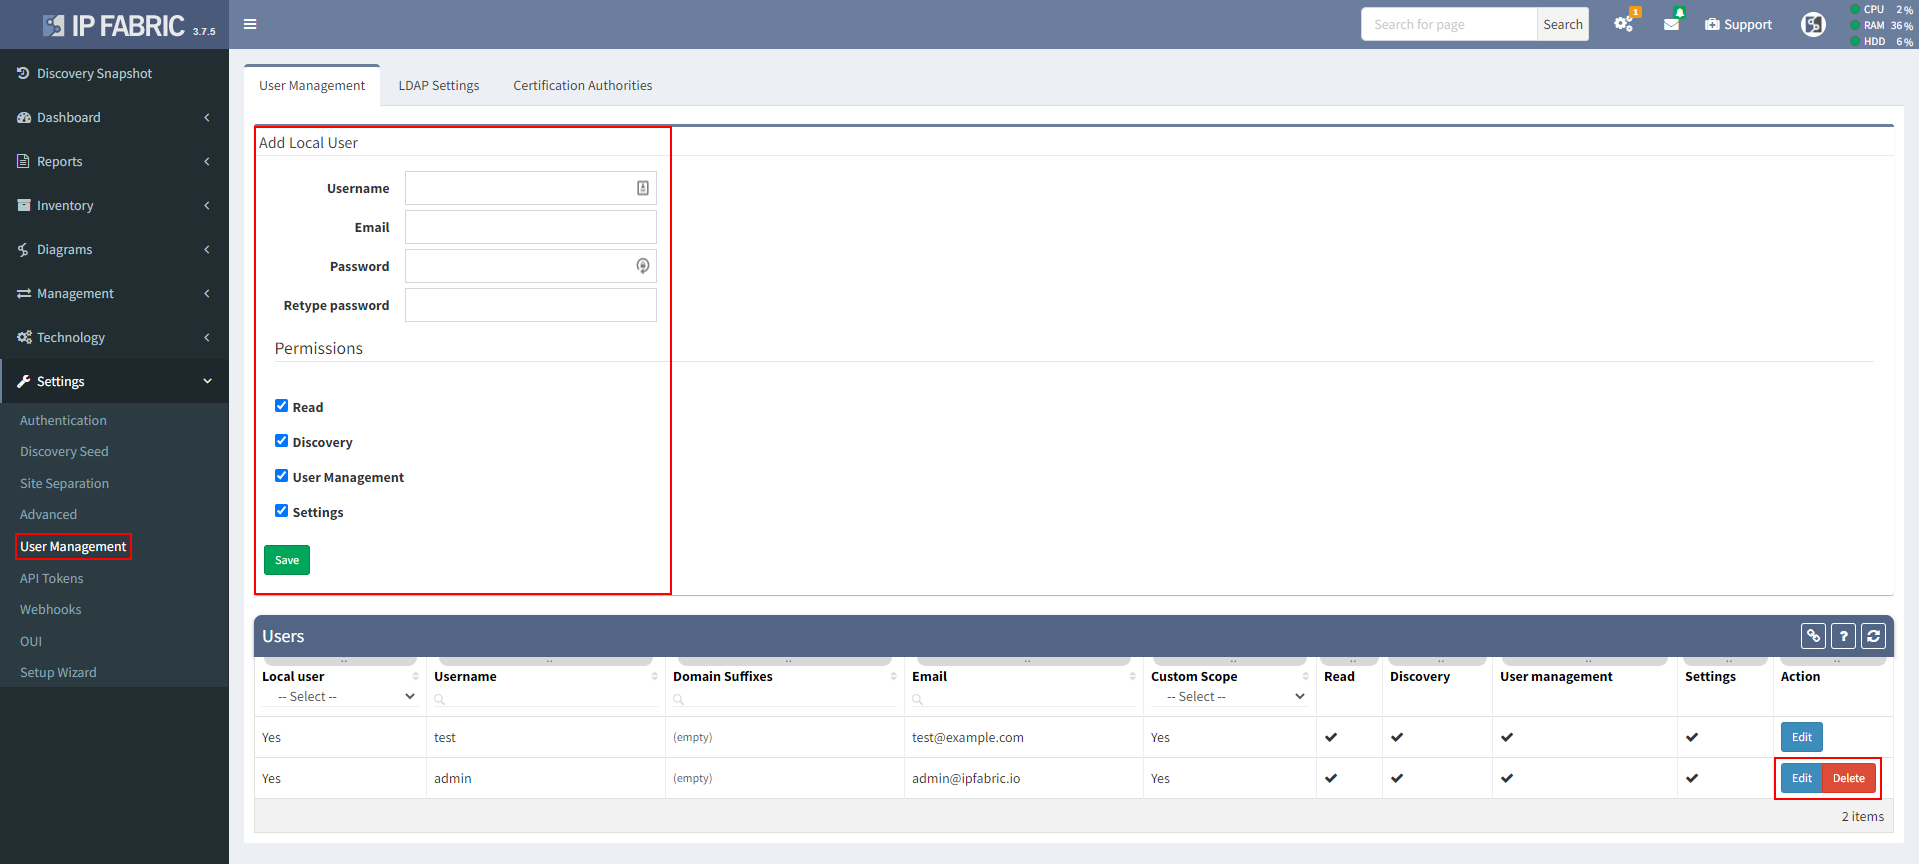 IP FABRIC 3.7.5
Search for page
Search
1
Support
CPU 2 %
RAM 36 %
HDD 6 %
Discovery Snapshot
Dashboard
Reports
Inventory
Diagrams
Management
Technology
Settings
Authentication
Discovery Seed
Site Separation
Advanced
User Management
API Tokens
Webhooks
OUI
Setup Wizard
User Management
LDAP Settings
Certification Authorities
Add Local User
Username
Email
Password
Retype password
Permissions
Read
Discovery
User Management
Settings
Save
Users
?
Local user Username Domain Suffixes Email Custom Scope Read Discovery User management Settings Action
-- Select -- -- Select --
Yes test (empty) test@example.com Yes Edit
Yes admin (empty) admin@ipfabric.io Yes Edit Delete
2 items